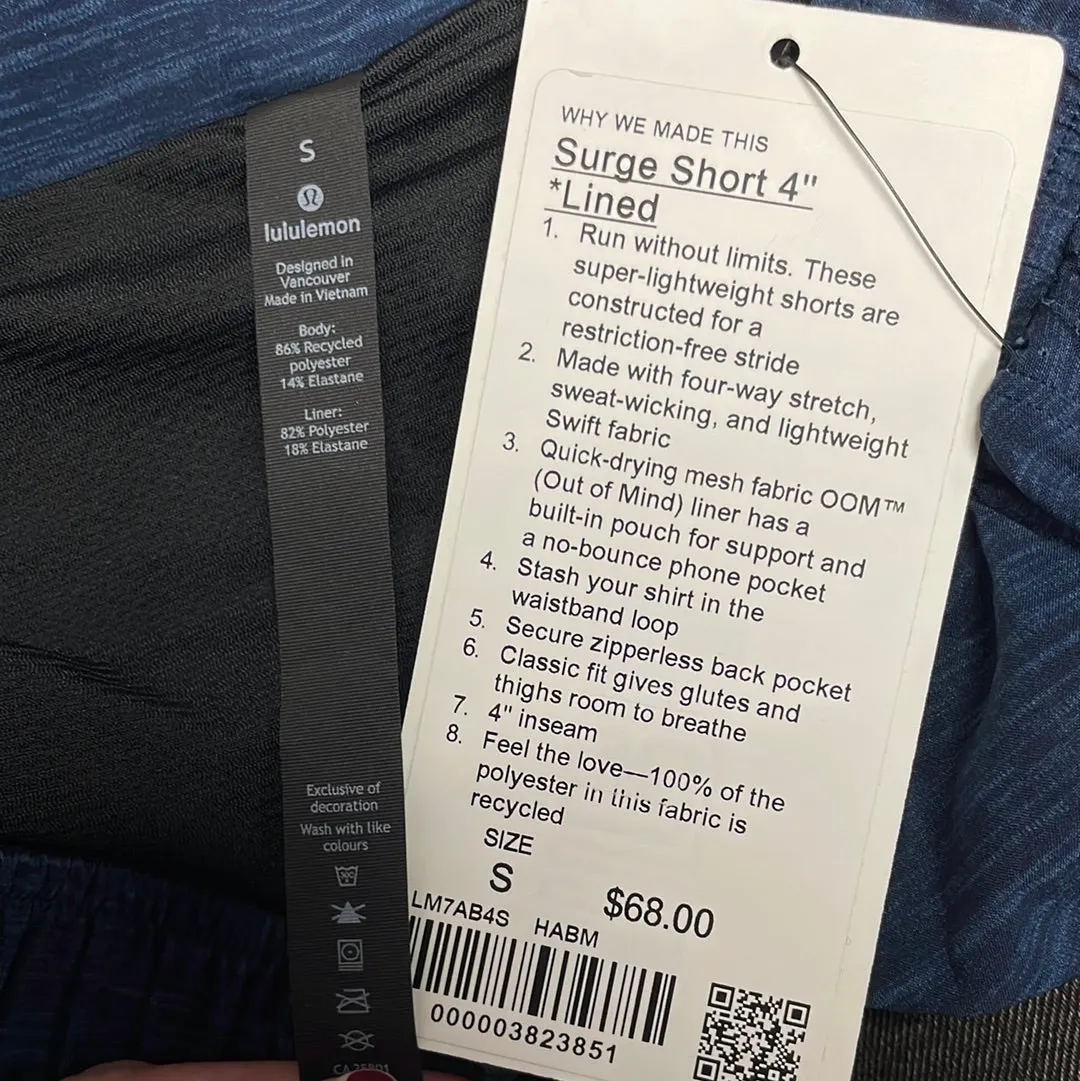 S
lululemon
Designed in
Vancouver
Made in Vietnam
Body:
86% Recycled
polyester
14% Elastane
Liner:
82% Polyester
18% Elastane
Exclusive of
decoration
Wash with like
colours
WHY WE MADE THIS
Surge Short 4"
*Lined
1. Run without limits. These
super-lightweight shorts are
constructed for a
restriction-free stride
2. Made with four-way stretch,
sweat-wicking, and lightweight
Swift fabric
3. Quick-drying mesh fabric OOM™
(Out of Mind) liner has a
built-in pouch for support and
a no-bounce phone pocket
4. Stash your shirt in the
waistband loop
5. Secure zipperless back pocket
6. Classic fit gives glutes and
thighs room to breathe
7. 4" inseam
8. Feel the love—100% of the
polyester in this fabric is
recycled
SIZE
S
$68.00
LM7AB4S HABM
000003823851